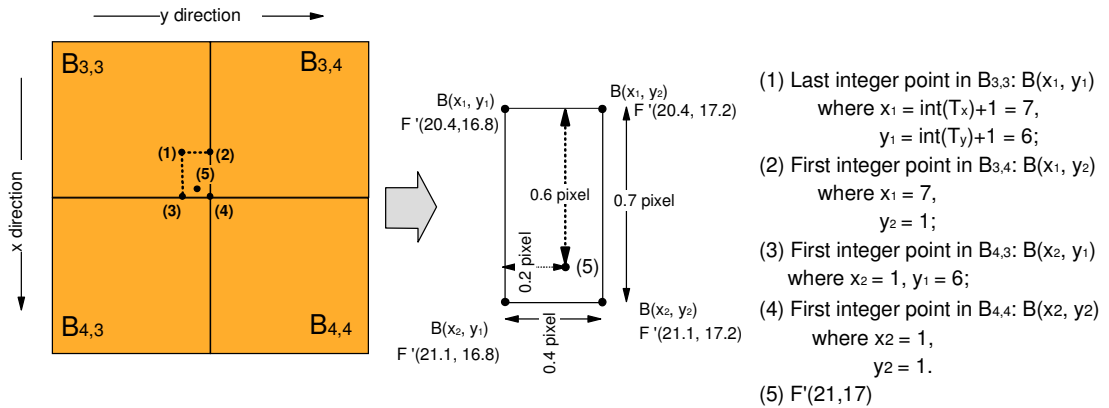 y direction
x direction
B3,3
B3,4
(1)
(2)
(5)
(3)
(4)
B4,3
B4,4
B(x1, y1)
F '(20.4,16.8)
B(x1, y2)
F '(20.4, 17.2)
0.6 pixel
0.7 pixel
0.2 pixel
(5)
B(x2, y1)
F '(21.1, 16.8)
0.4 pixel
B(x2, y2)
F '(21.1, 17.2)
(1) Last integer point in B3,3: B(x1, y1)
where x1 = int(Tx)+1 = 7,
y1 = int(Ty)+1 = 6;
(2) First integer point in B3,4: B(x1, y2)
where x1 = 7,
y2 = 1;
(3) First integer point in B4,3: B(x2, y1)
where x2 = 1, y1 = 6;
(4) First integer point in B4,4: B(x2, y2)
where x2 = 1,
y2 = 1.
(5) F'(21,17)